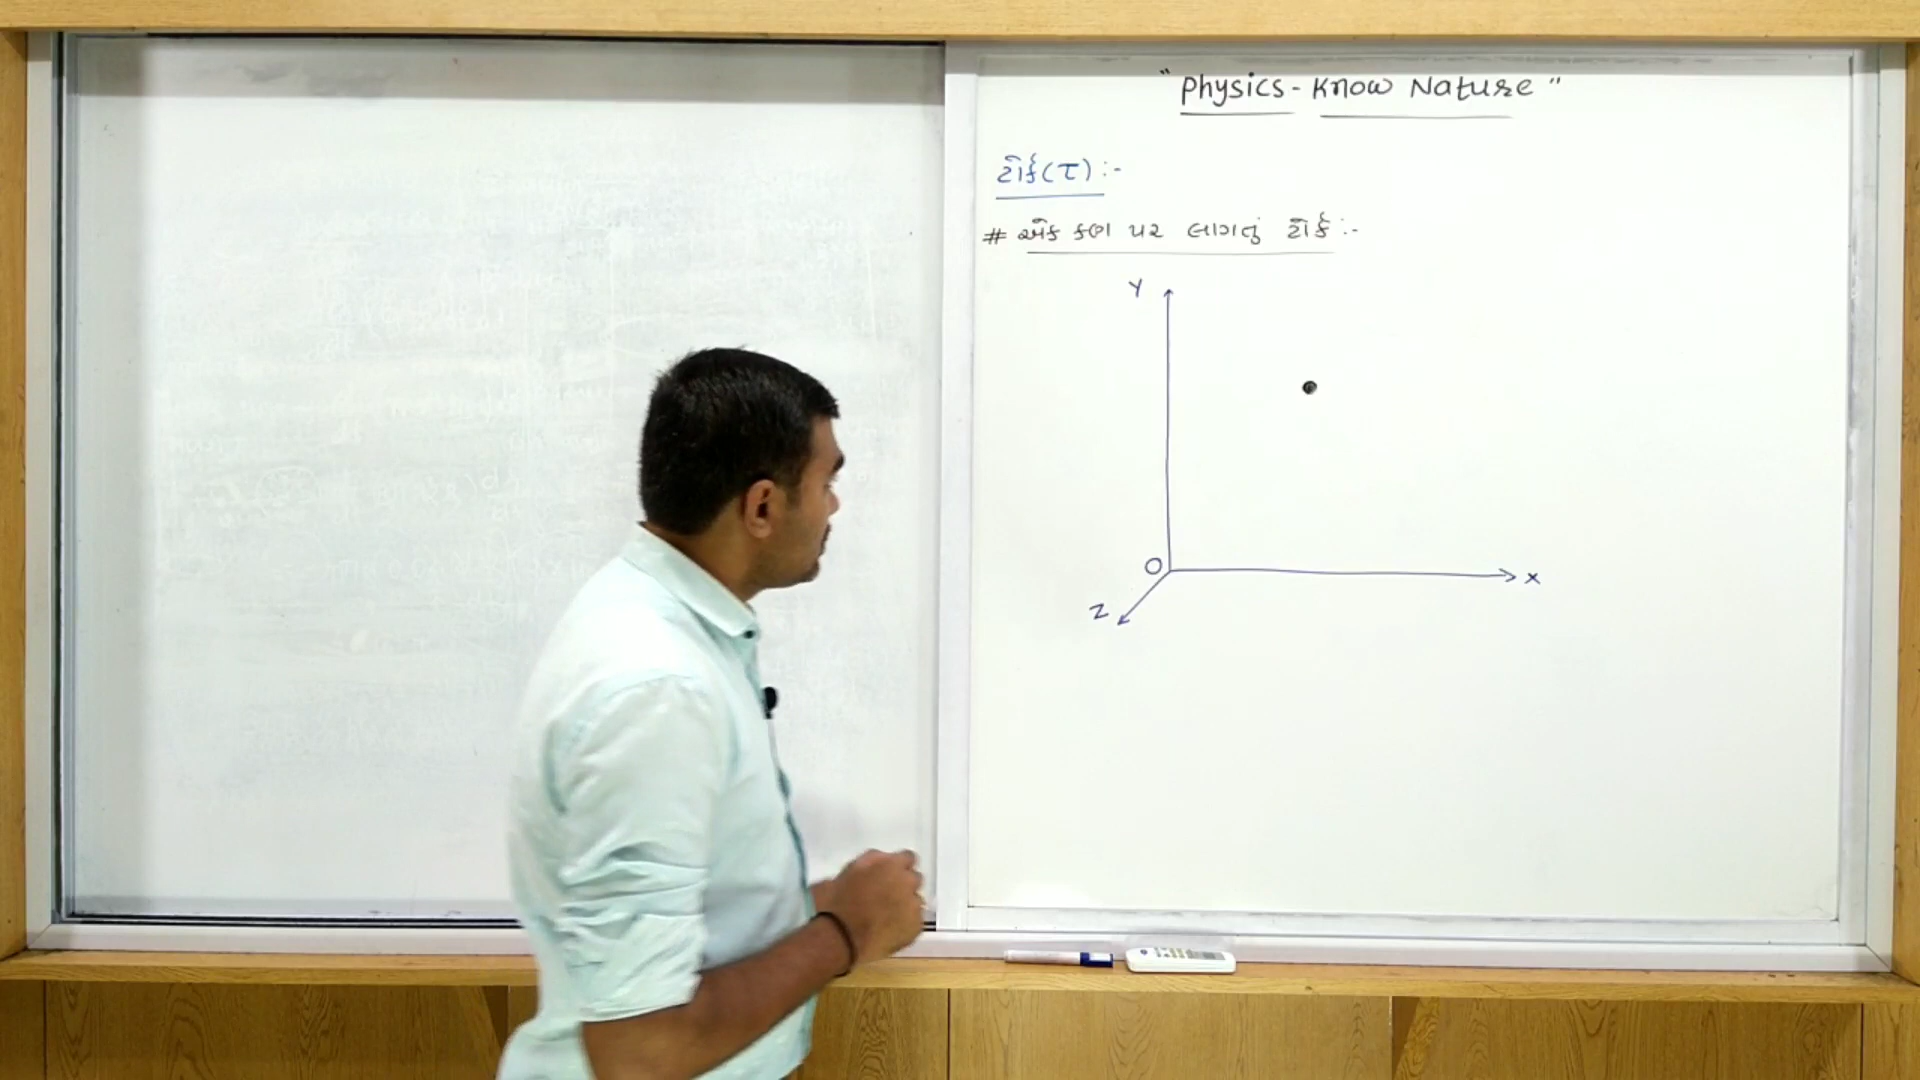 "Physics - Know Nature"
ટોર્ક (τ) :-
# એક કણ પર લાગતું ટોર્ક :-
Y
O
X
Z